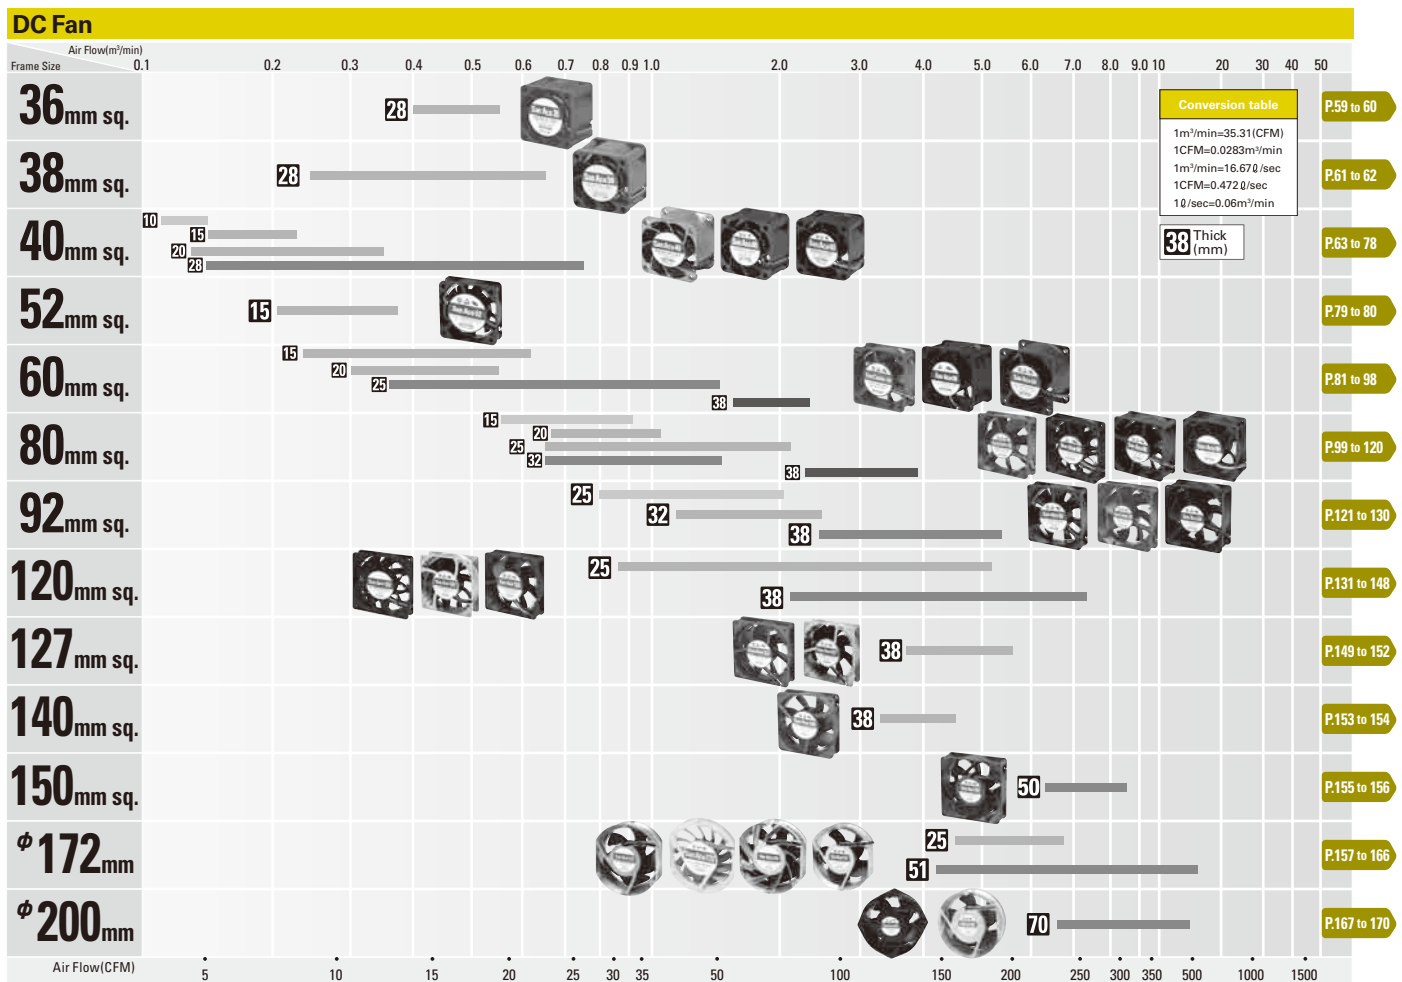 DC Fan
Air Flow(m³/min)
Frame Size
0.1 0.2 0.3 0.4 0.5 0.6 0.7 0.8 0.9 1.0 2.0 3.0 4.0 5.0 6.0 7.0 8.0 9.0 10 20 30 40 50
36mm sq.
28
P.59 to 60
Conversion table
1m³/min=35.31(CFM)
1CFM=0.0283m³/min
1m³/min=16.67ℓ/sec
1CFM=0.472ℓ/sec
1ℓ/sec=0.06m³/min
38 Thick
(mm)
38mm sq.
28
P.61 to 62
40mm sq.
10
15
20
28
P.63 to 78
52mm sq.
15
P.79 to 80
60mm sq.
15
20
25
38
P.81 to 98
80mm sq.
15
20
25
32
38
P.99 to 120
92mm sq.
25
32
38
P.121 to 130
120mm sq.
25
38
P.131 to 148
127mm sq.
38
P.149 to 152
140mm sq.
38
P.153 to 154
150mm sq.
50
P.155 to 156
φ172mm
25
51
P.157 to 166
φ200mm
70
P.167 to 170
Air Flow(CFM)
5 10 15 20 25 30 35 50 100 150 200 250 300 350 500 1000 1500